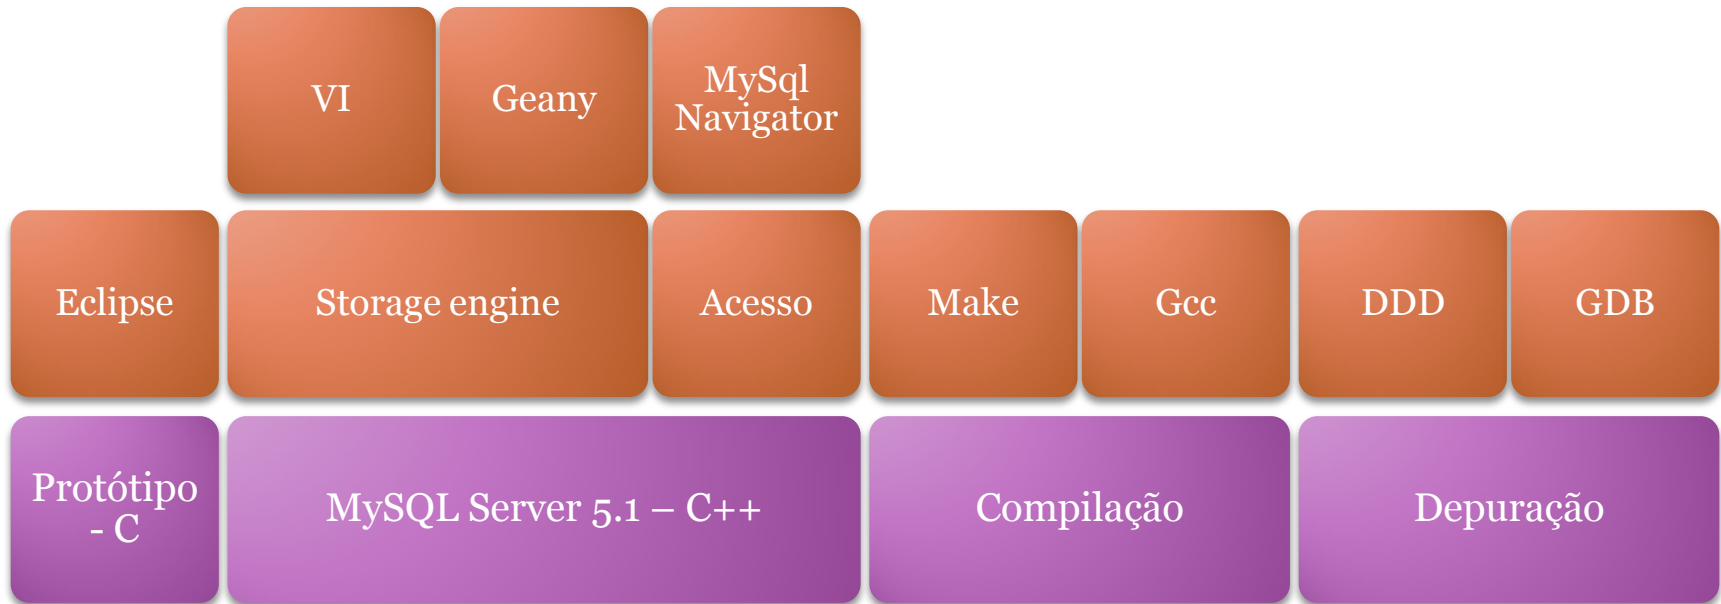 VI
Geany
MySql
Navigator
Eclipse
Storage engine
Acesso
Make
Gcc
DDD
GDB
Protótipo
- C
MySQL Server 5.1 – C++
Compilação
Depuração